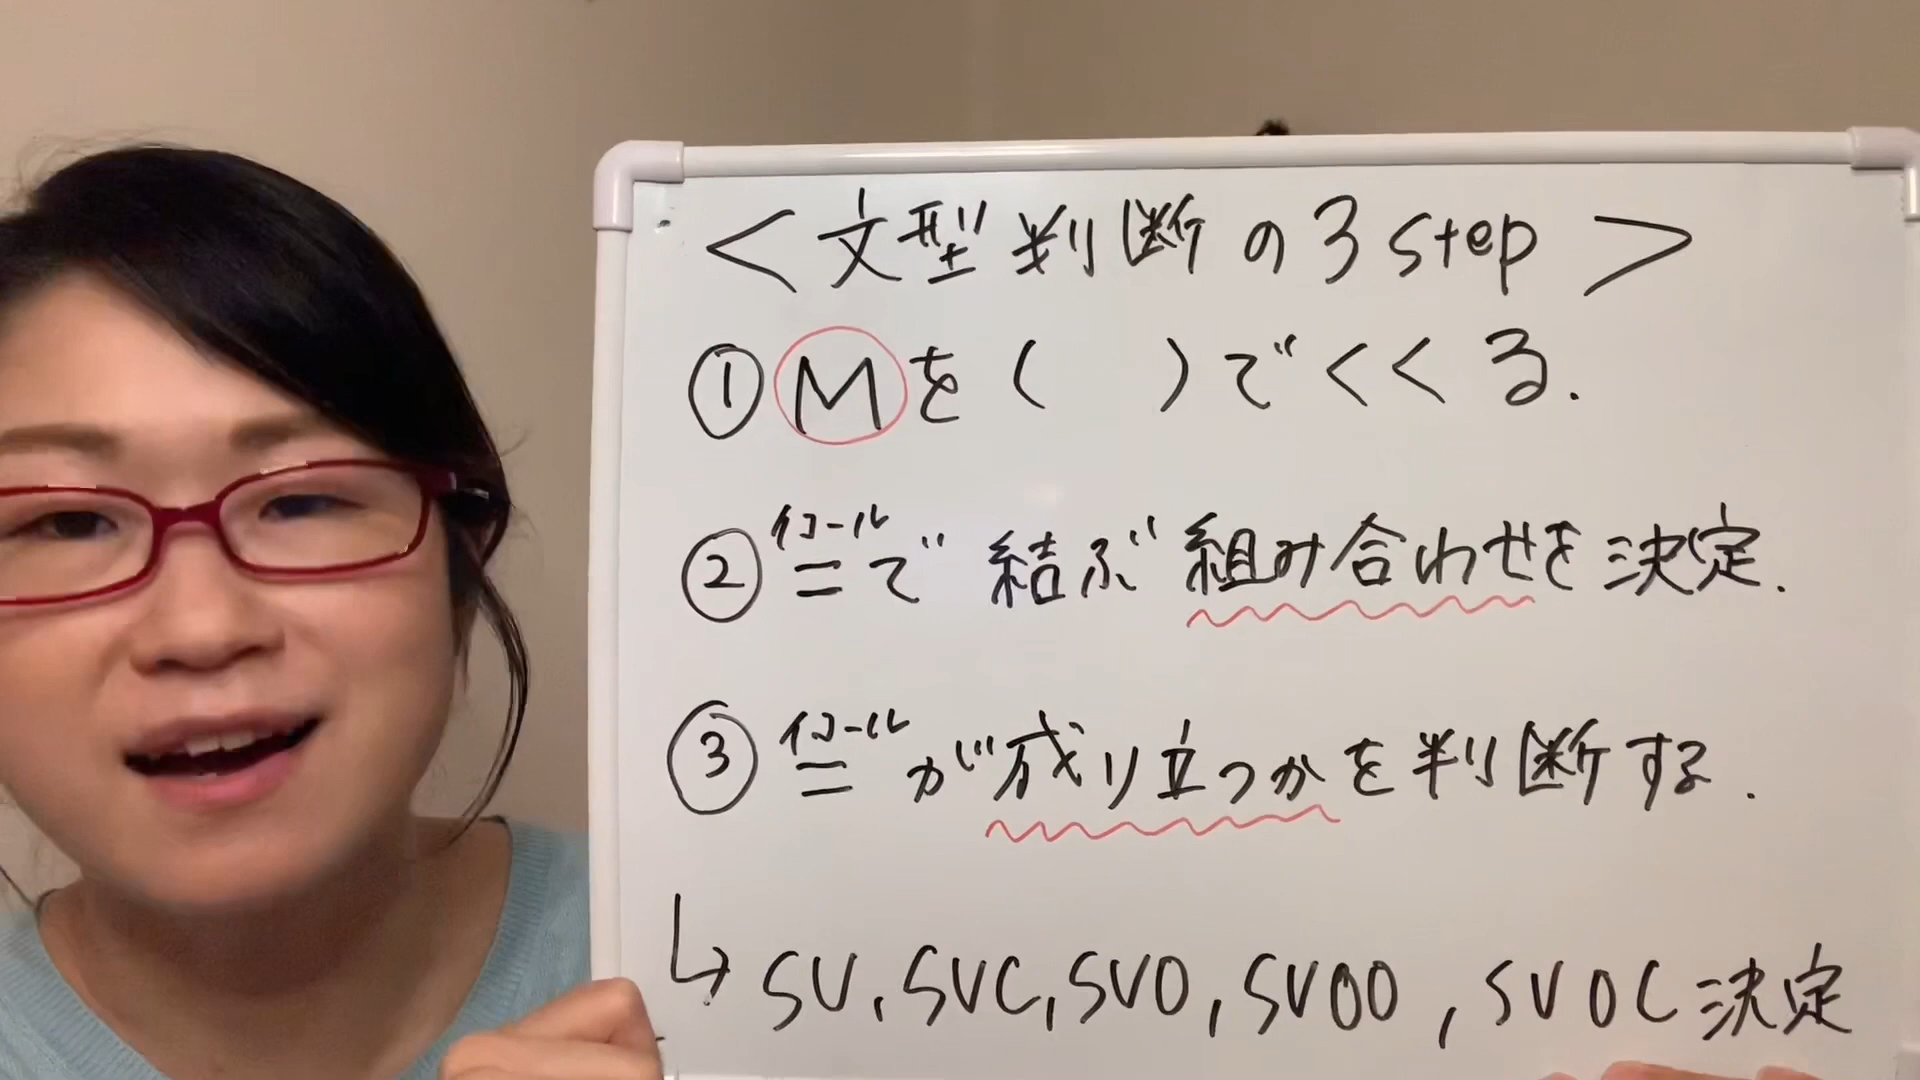 ＜文型判断の3step＞
①Mを(　)でくくる.
イコール
②＝で結ぶ組み合わせを決定.
イコール
③＝が成り立つかを判断する.
↳SV,SVC,SVO,SVOO,SVOC決定